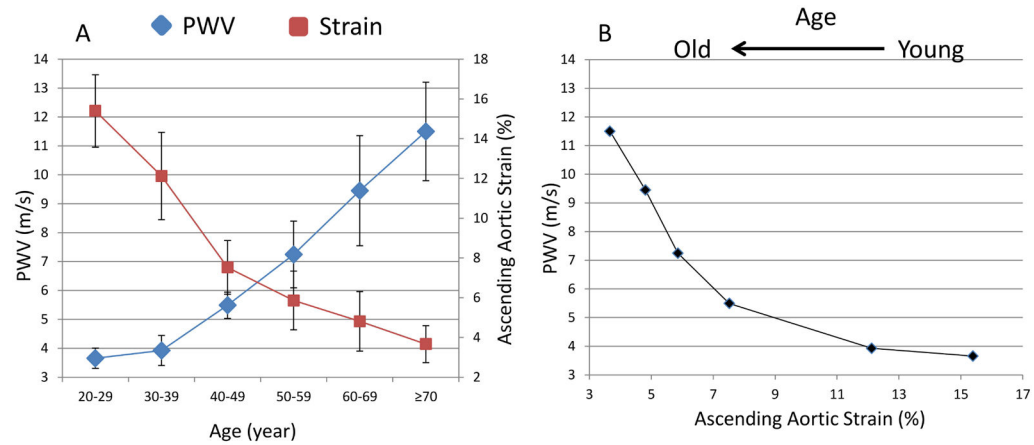 A
PWV
Strain
PWV (m/s)
14
13
12
11
10
9
8
7
6
5
4
3
Ascending Aortic Strain (%)
18
16
14
12
10
8
6
4
2
20-29 30-39 40-49 50-59 60-69 ≥70
Age (year)
B
Age
Old Young
PWV (m/s)
14
13
12
11
10
9
8
7
6
5
4
3
3 5 7 9 11 13 15 17
Ascending Aortic Strain (%)